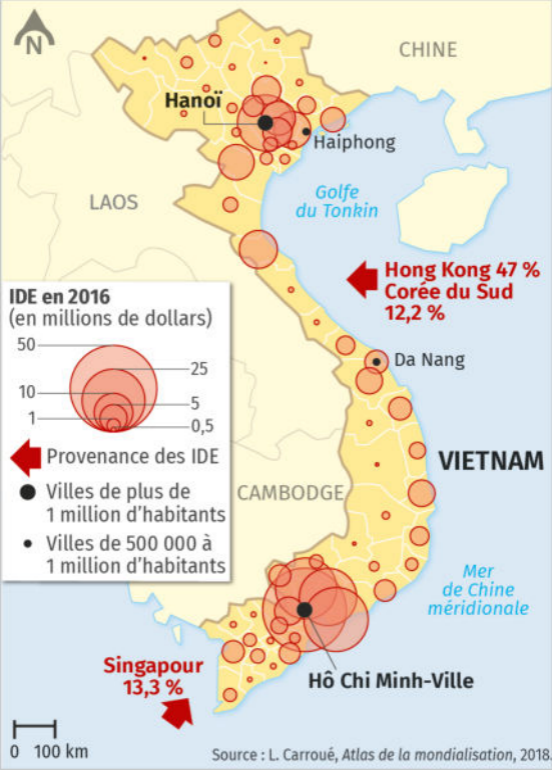 N
CHINE
Hanoï
Haiphong
LAOS
Golfe
du Tonkin
Hong Kong 47 %
Corée du Sud
12,2 %
IDE en 2016
(en millions de dollars)
50
25
10
5
1
0,5
Provenance des IDE
Villes de plus de
1 million d'habitants
Villes de 500 000 à
1 million d'habitants
Da Nang
VIETNAM
CAMBODGE
Mer
de Chine
méridionale
Singapour
13,3 %
Hô Chi Minh-Ville
0 100 km
Source : L. Carroué, Atlas de la mondialisation, 2018.